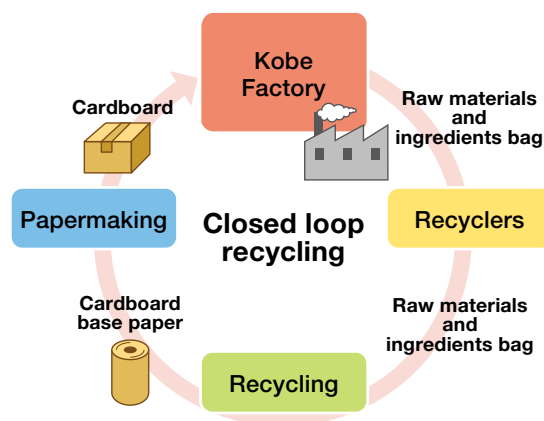 Kobe
Factory
Cardboard
Raw materials
and
ingredients bag
Papermaking
Closed loop
recycling
Recyclers
Cardboard
base paper
Raw materials
and
ingredients bag
Recycling